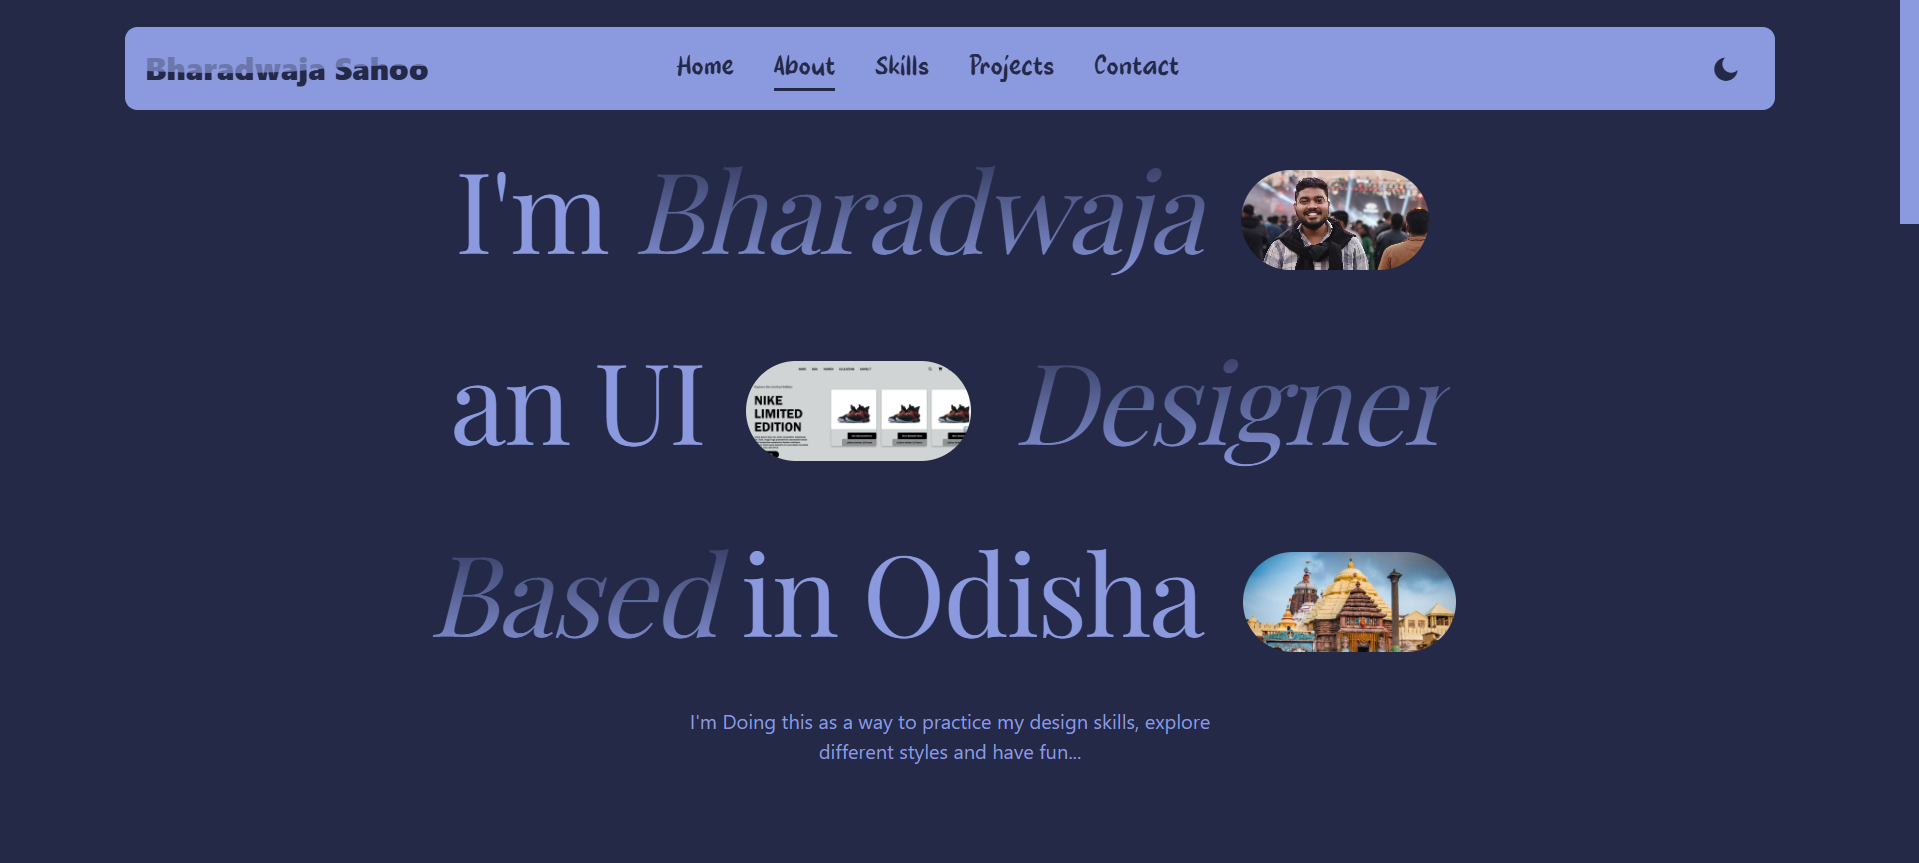 Bharadwaja Sahoo
Home About Skills Projects Contact
I'm Bharadwaja
an UI Designer
NIKE
LIMITED
EDITION
Based in Odisha
I'm Doing this as a way to practice my design skills, explore
different styles and have fun...